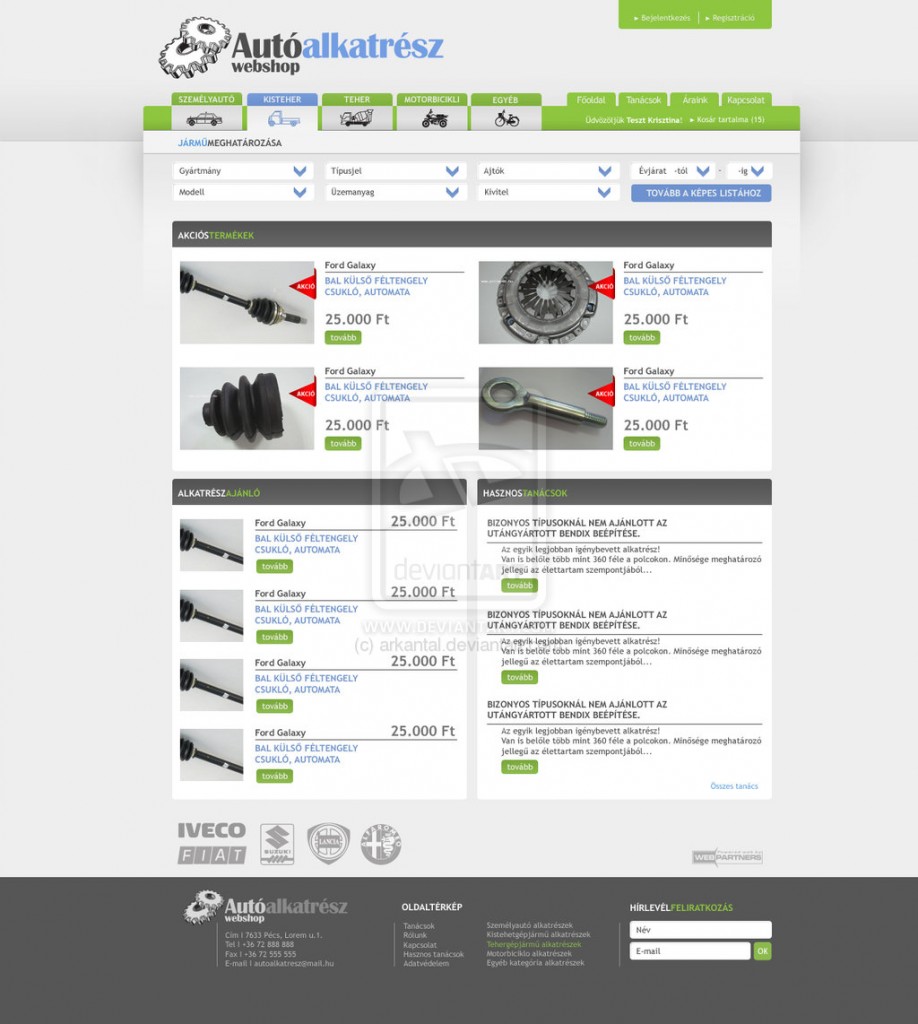 ▸ Bejelentkezés | ▸ Regisztráció
Autóalkatrész
webshop
SZEMÉLYAUTÓ KISTEHER TEHER MOTORBICIKLI EGYÉB Főoldal Tanácsok Áraink Kapcsolat
Üdvözöljük Teszt Krisztina! ▸ Kosár tartalma (15)
JÁRMŰMEGHATÁROZÁSA
Gyártmány Típusjel Ajtók Évjárat -tól - -ig
Modell Üzemanyag Kivitel TOVÁBB A KÉPES LISTÁHOZ
AKCIÓSTERMÉKEK
Ford Galaxy
BAL KÜLSŐ FÉLTENGELY
CSUKLÓ, AUTOMATA
AKCIÓ
25.000 Ft
tovább
Ford Galaxy
BAL KÜLSŐ FÉLTENGELY
CSUKLÓ, AUTOMATA
AKCIÓ
25.000 Ft
tovább
Ford Galaxy
BAL KÜLSŐ FÉLTENGELY
CSUKLÓ, AUTOMATA
AKCIÓ
25.000 Ft
tovább
Ford Galaxy
BAL KÜLSŐ FÉLTENGELY
CSUKLÓ, AUTOMATA
AKCIÓ
25.000 Ft
tovább
ALKATRÉSZAJÁNLÓ
Ford Galaxy 25.000 Ft
BAL KÜLSŐ FÉLTENGELY
CSUKLÓ, AUTOMATA
tovább
Ford Galaxy 25.000 Ft
BAL KÜLSŐ FÉLTENGELY
CSUKLÓ, AUTOMATA
tovább
Ford Galaxy 25.000 Ft
BAL KÜLSŐ FÉLTENGELY
CSUKLÓ, AUTOMATA
tovább
Ford Galaxy 25.000 Ft
BAL KÜLSŐ FÉLTENGELY
CSUKLÓ, AUTOMATA
tovább
HASZNOSTANÁCSOK
BIZONYOS TÍPUSOKNÁL NEM AJÁNLOTT AZ
UTÁNGYÁRTOTT BENDIX BEÉPÍTÉSE.
Az egyik legjobban igénybevett alkatrész!
Van is belőle több mint 360 féle a polcokon. Minősége meghatározó
jellegű az élettartam szempontjából...
tovább
BIZONYOS TÍPUSOKNÁL NEM AJÁNLOTT AZ
UTÁNGYÁRTOTT BENDIX BEÉPÍTÉSE.
Az egyik legjobban igénybevett alkatrész!
Van is belőle több mint 360 féle a polcokon. Minősége meghatározó
jellegű az élettartam szempontjából...
tovább
BIZONYOS TÍPUSOKNÁL NEM AJÁNLOTT AZ
UTÁNGYÁRTOTT BENDIX BEÉPÍTÉSE.
Az egyik legjobban igénybevett alkatrész!
Van is belőle több mint 360 féle a polcokon. Minősége meghatározó
jellegű az élettartam szempontjából...
tovább
Összes tanács
deviantART
(c) arkantal.deviantart
IVECO
FIAT
SUZUKI
LANCIA
WEBPARTNERS
Autóalkatrész
webshop
Cím | 7633 Pécs, Lorem u.1.
Tel | +36 72 888 888
Fax | +36 72 555 555
E-mail | autoalkatresz@mail.hu
OLDALTÉRKÉP
Tanácsok
Rólunk
Kapcsolat
Hasznos tanácsok
Adatvédelem
Személyautó alkatrészek
Kistehetgépjármű alkatrészek
Tehergépjármű alkatrészek
Motorbicikio alkatrészek
Egyéb kategória alkatrészek
HÍRLEVÉLFELIRATKOZÁS
Név
E-mail OK